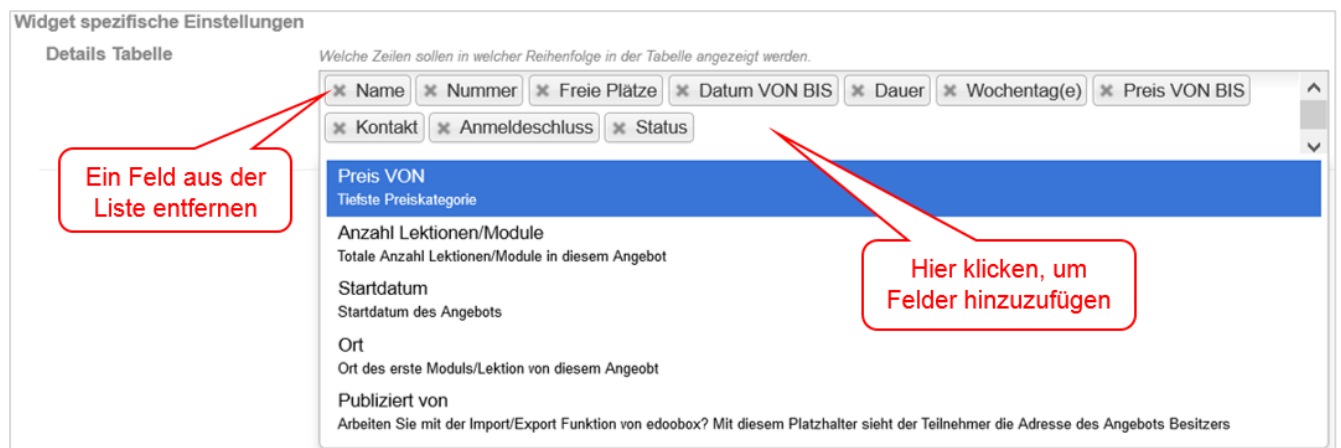 Widget spezifische Einstellungen
Details Tabelle
Welche Zeilen sollen in welcher Reihenfolge in der Tabelle angezeigt werden.
Name Nummer Freie Plätze Datum VON BIS Dauer Wochentag(e) Preis VON BIS
Kontakt Anmeldeschluss Status
Ein Feld aus der
Liste entfernen
Preis VON
Tiefste Preiskategorie
Anzahl Lektionen/Module
Totale Anzahl Lektionen/Module in diesem Angebot
Hier klicken, um
Felder hinzuzufügen
Startdatum
Startdatum des Angebots
Ort
Ort des erste Moduls/Lektion von diesem Angeobt
Publiziert von
Arbeiten Sie mit der Import/Export Funktion von edoobox? Mit diesem Platzhalter sieht der Teilnehmer die Adresse des Angebots Besitzers